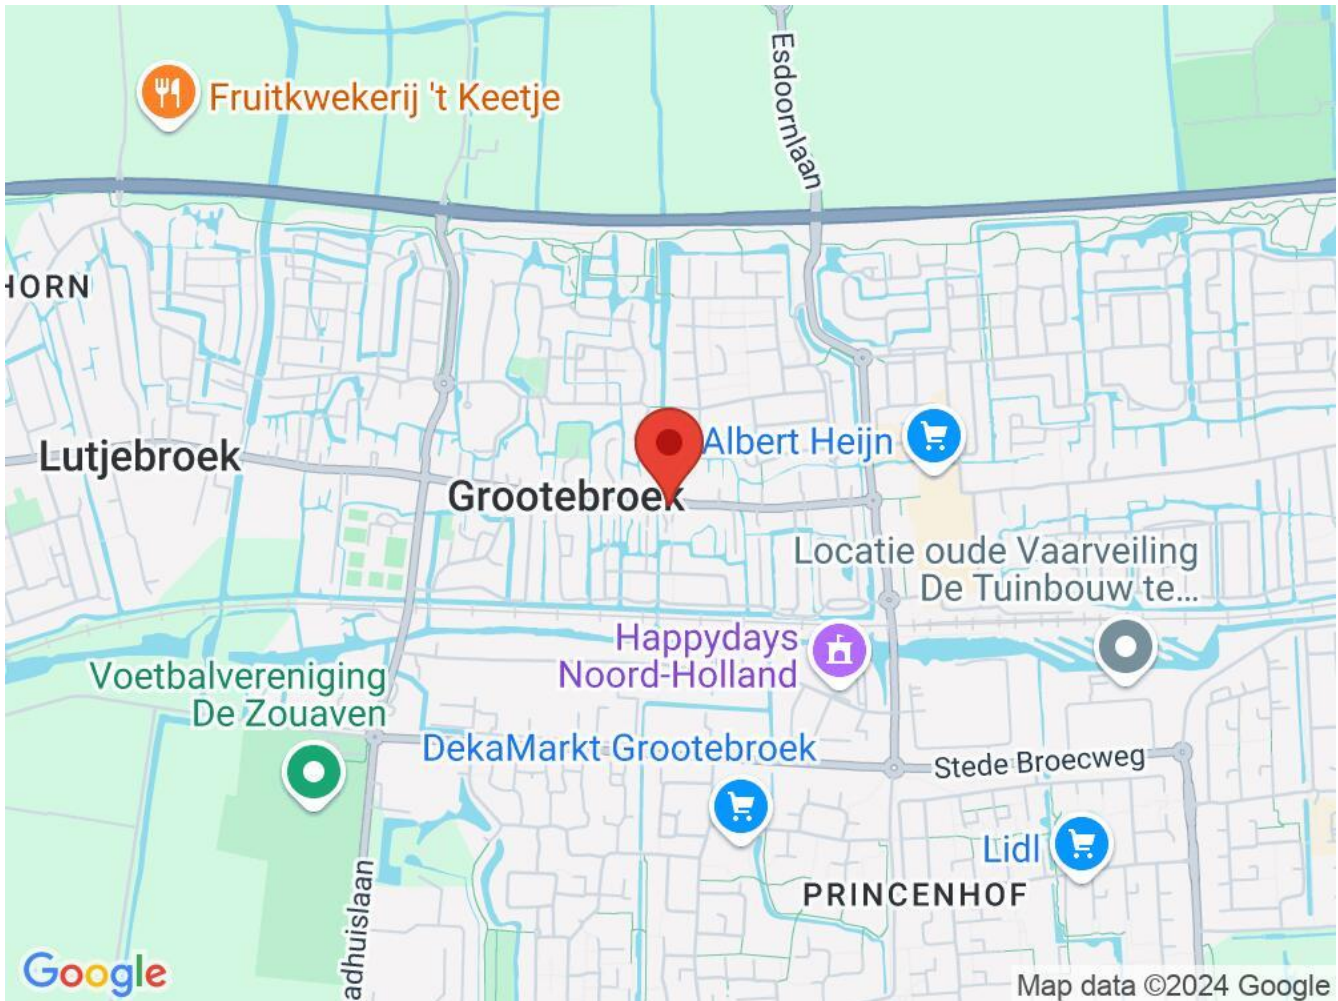 Esdoornlaan
Fruitkwekerij 't Keetje
HORN
Albert Heijn
Lutjebroek
Grootebroek
Locatie oude Vaarveiling
De Tuinbouw te...
Happydays
Noord-Holland
Voetbalvereniging
De Zouaven
DekaMarkt Grootebroek
Stede Broecweg
Lidl
PRINCENHOF
adhuislaan
Google
Map data ©2024 Google